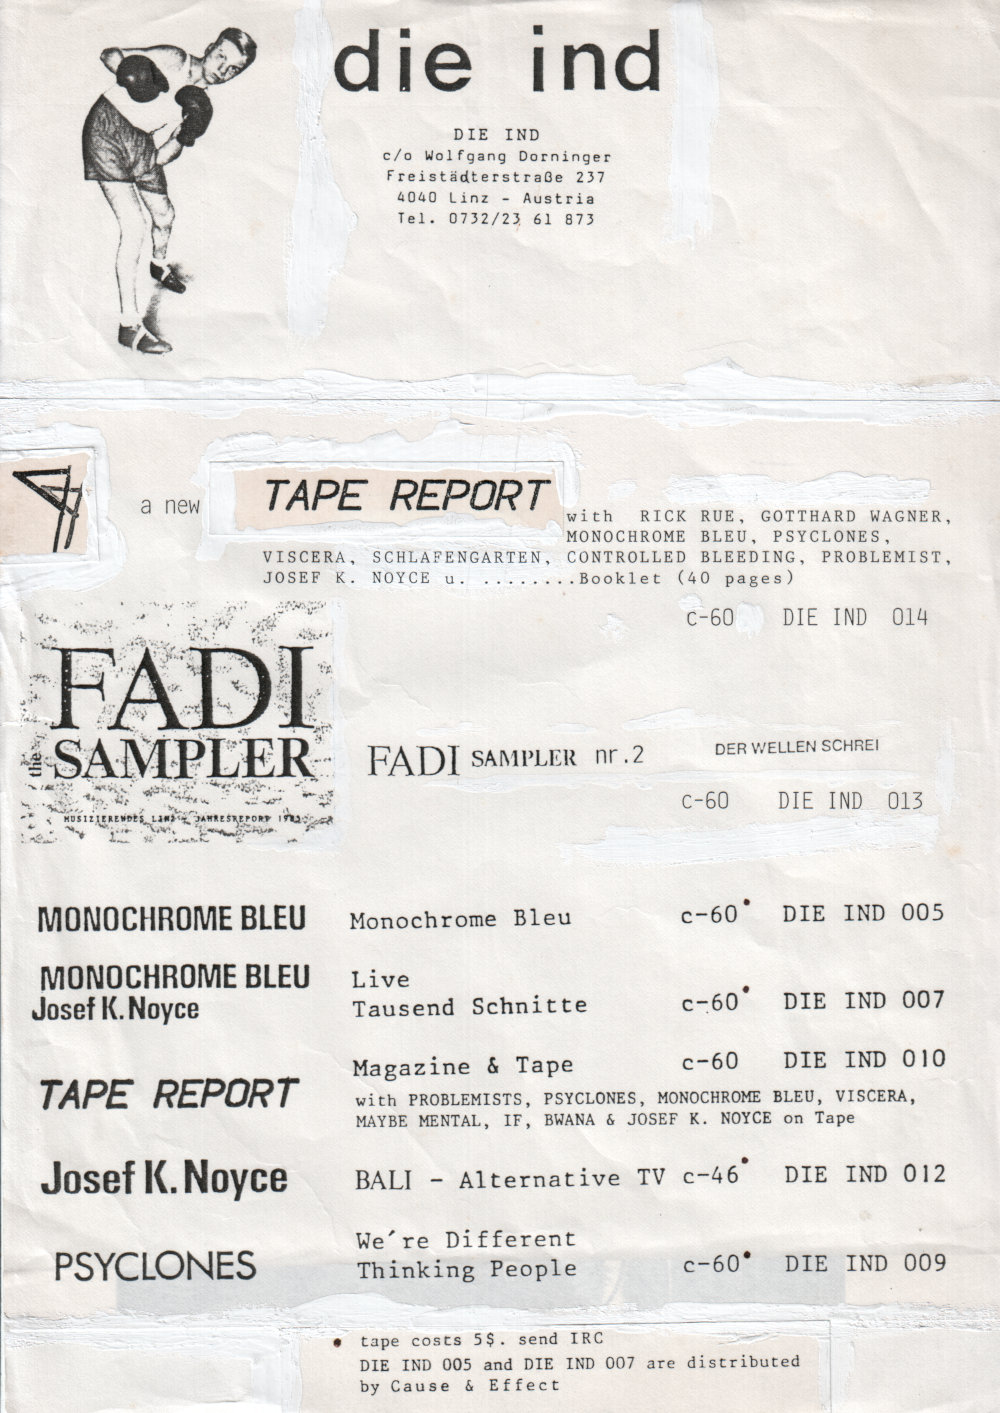 die ind
DIE IND
c/o Wolfgang Dorninger
Freistädterstraße 237
4040 Linz - Austria
Tel. 0732/23 61 873
a new TAPE REPORT
with RICK RUE, GOTTHARD WAGNER,
MONOCHROME BLEU, PSYCLONES,
VISCERA, SCHLAFENGARTEN, CONTROLLED BLEEDING, PROBLEMIST,
JOSEF K. NOYCE u. ........Booklet (40 pages)
c-60 DIE IND 014
FADI
the SAMPLER
MUSIZIERENDES LINZ - JAHRESREPORT 1985
FADI SAMPLER nr.2 DER WELLEN SCHREI
c-60 DIE IND 013
MONOCHROME BLEU Monochrome Bleu c-60• DIE IND 005
MONOCHROME BLEU Live
Josef K. Noyce Tausend Schnitte c-60• DIE IND 007
Magazine & Tape c-60 DIE IND 010
TAPE REPORT
with PROBLEMISTS, PSYCLONES, MONOCHROME BLEU, VISCERA,
MAYBE MENTAL, IF, BWANA & JOSEF K. NOYCE on Tape
Josef K. Noyce BALI - Alternative TV c-46• DIE IND 012
We´re Different
PSYCLONES Thinking People c-60• DIE IND 009
• tape costs 5$. send IRC
DIE IND 005 and DIE IND 007 are distributed
by Cause & Effect